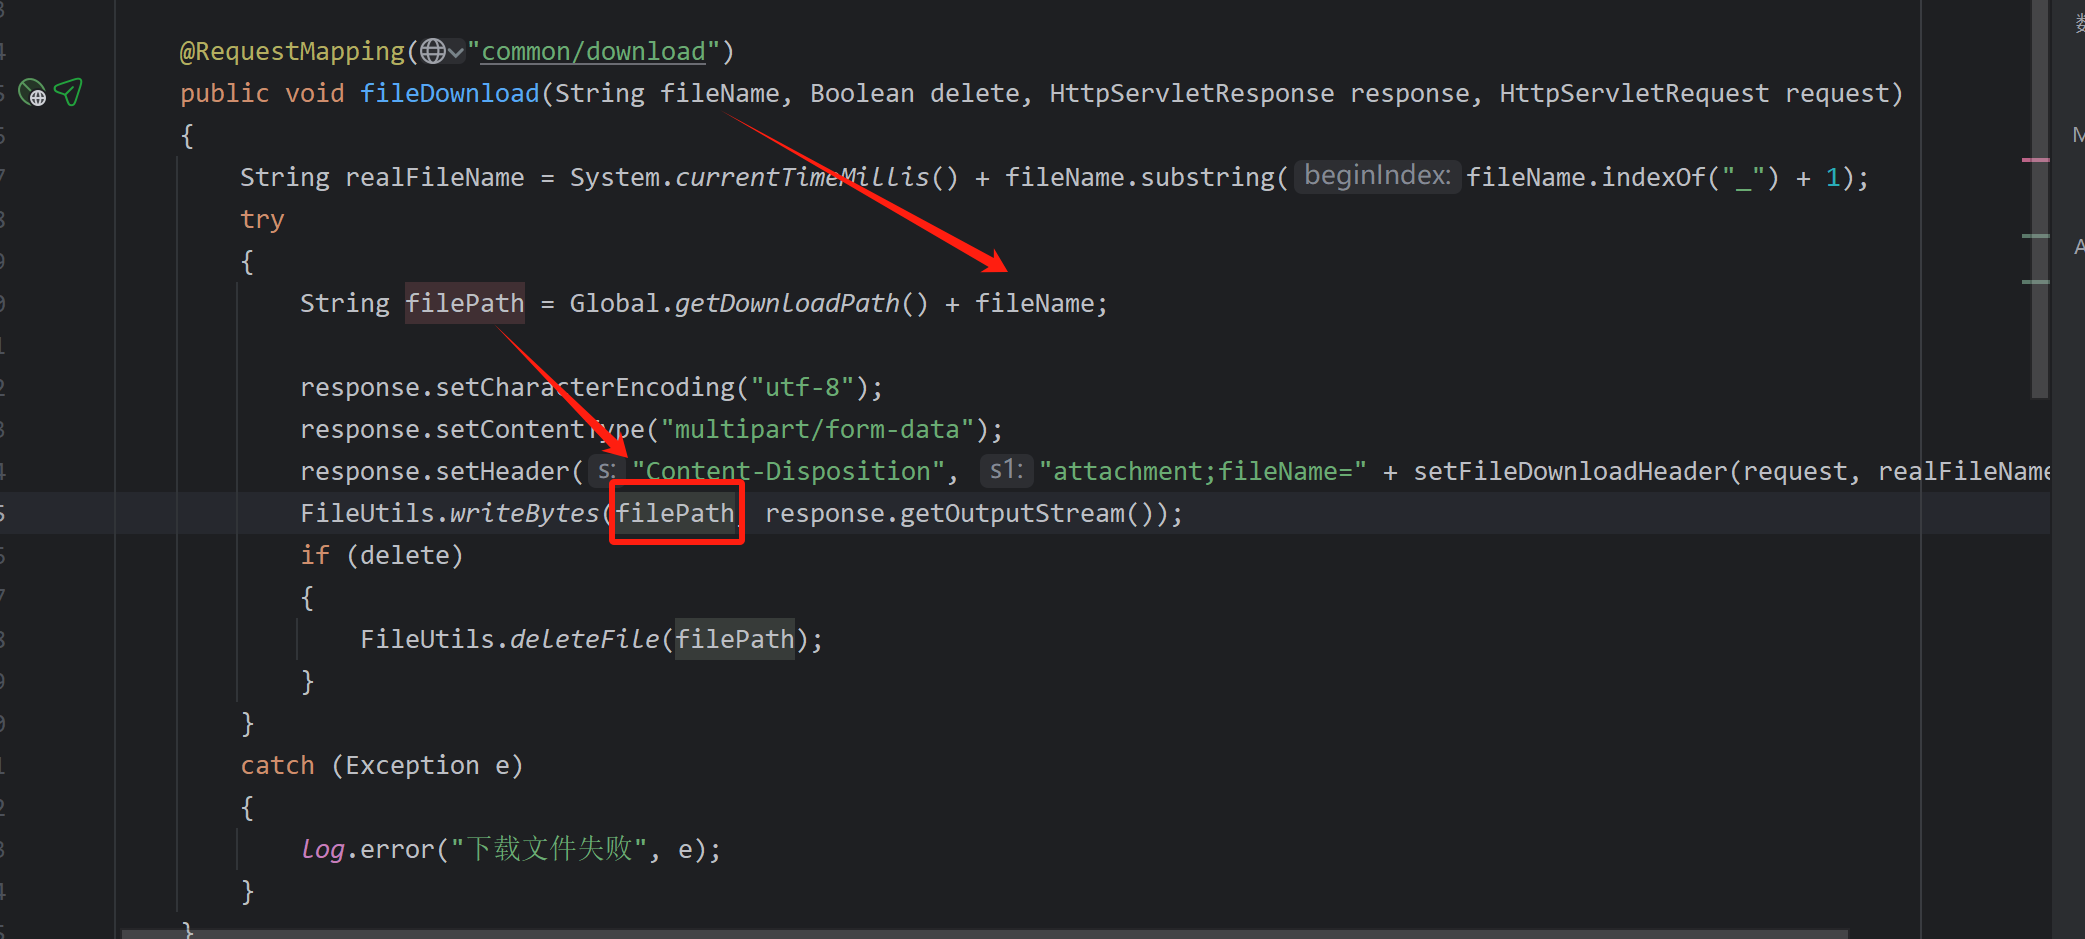 @RequestMapping("common/download")
public void fileDownload(String fileName, Boolean delete, HttpServletResponse response, HttpServletRequest request)
{
String realFileName = System.currentTimeMillis() + fileName.substring( beginIndex: fileName.indexOf("_") + 1);
try
{
String filePath = Global.getDownloadPath() + fileName;
response.setCharacterEncoding("utf-8");
response.setContentType("multipart/form-data");
response.setHeader( s: "Content-Disposition", s1: "attachment;fileName=" + setFileDownloadHeader(request, realFileName
FileUtils.writeBytes(filePath, response.getOutputStream());
if (delete)
{
FileUtils.deleteFile(filePath);
}
}
catch (Exception e)
{
log.error("下载文件失败", e);
}
}